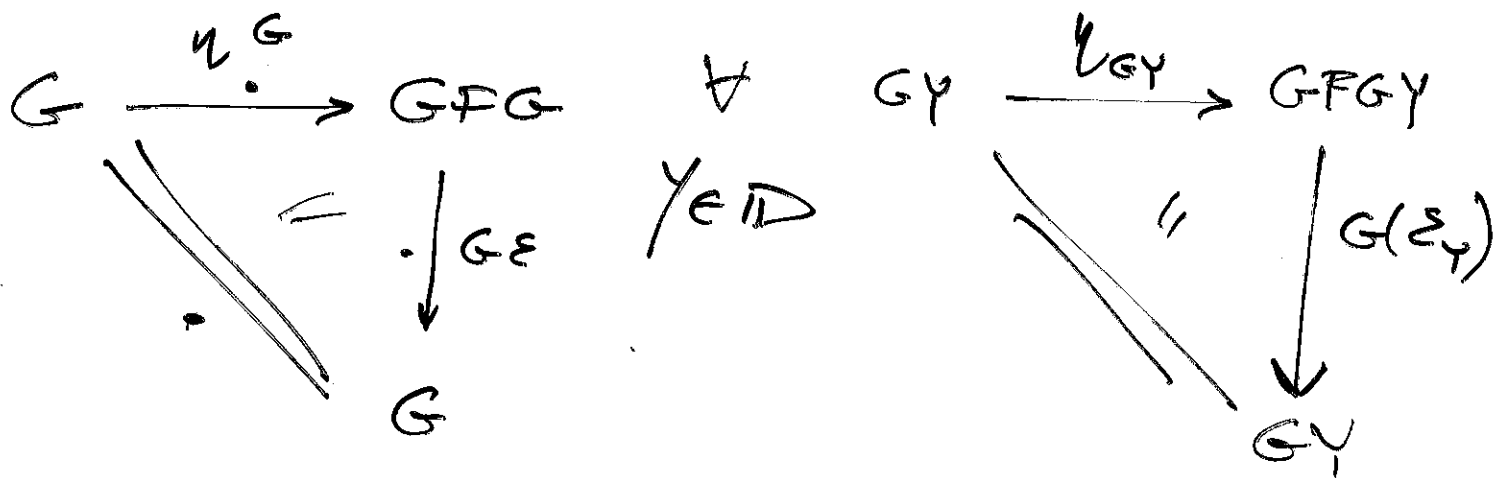 G η G GFG ∀ GY η_GY GFGY
= Gε Y∈𝔻 " G(ε_Y)
G GY